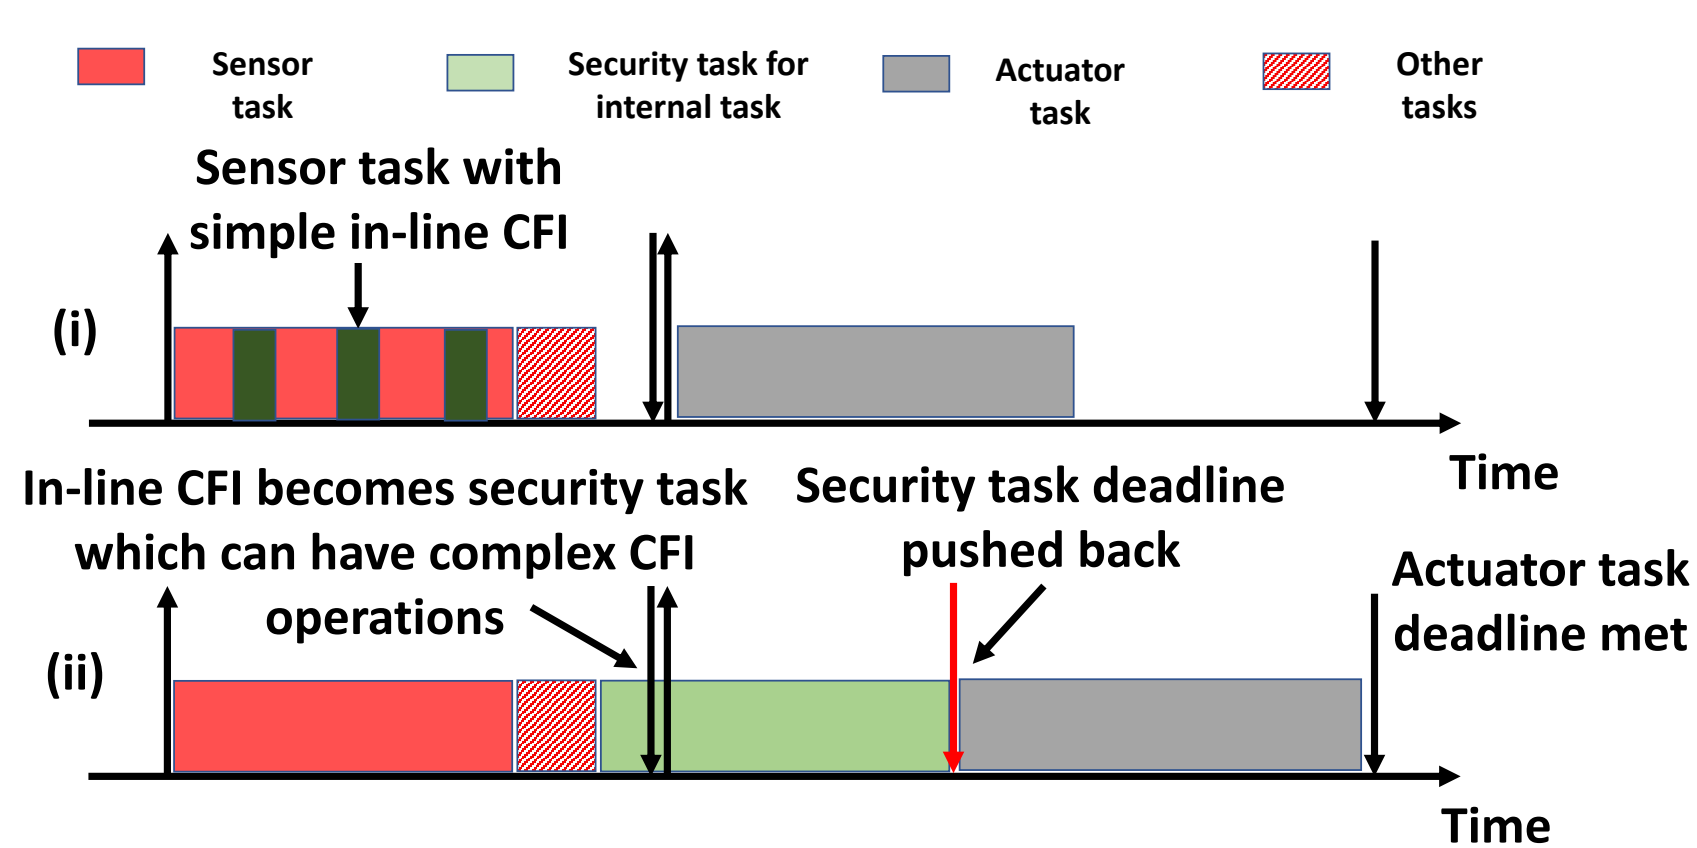 Sensor
task
Security task for
internal task
Actuator
task
Other
tasks
Sensor task with
simple in-line CFI
(i)
Time
In-line CFI becomes security task
which can have complex CFI
operations
Security task deadline
pushed back
Actuator task
deadline met
(ii)
Time